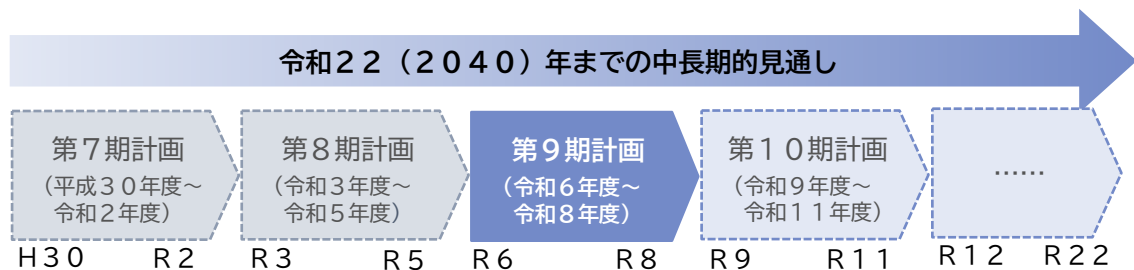 令和２２（２０４０）年までの中長期的見通し
第７期計画
（平成３０年度～
令和２年度）
第８期計画
（令和３年度～
令和５年度）
第９期計画
（令和６年度～
令和８年度）
第１０期計画
（令和９年度～
令和１１年度）
……
Ｈ３０ Ｒ２ Ｒ３ Ｒ５ Ｒ６ Ｒ８ Ｒ９ Ｒ１１ Ｒ１２ Ｒ２２